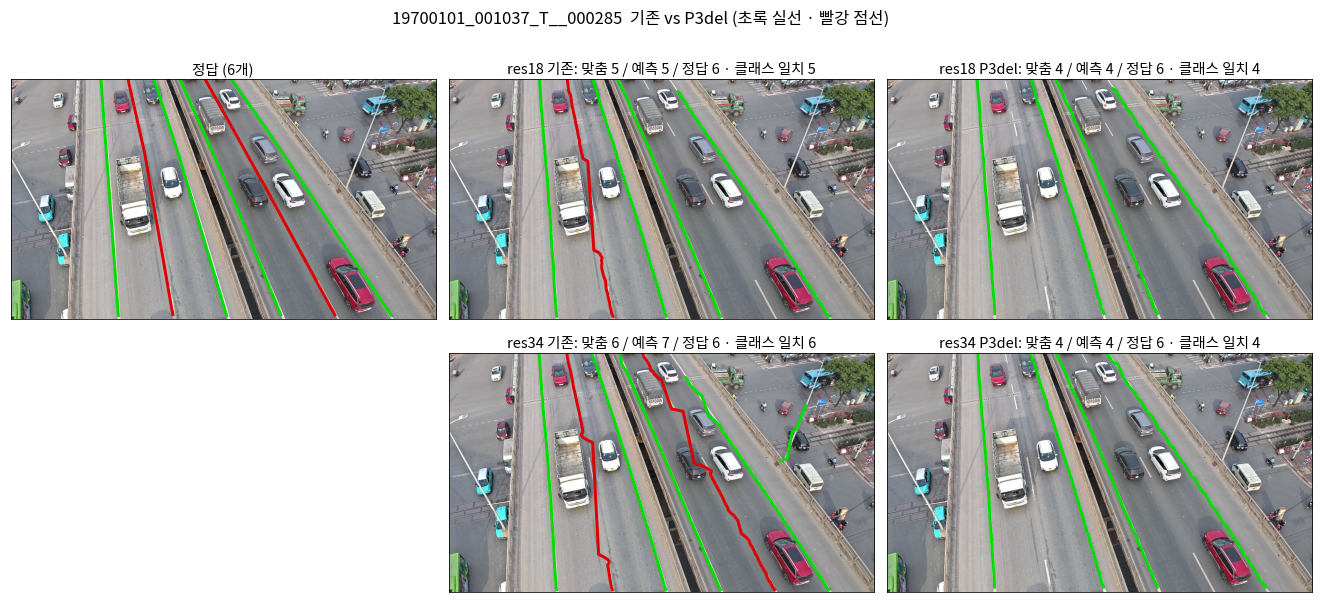 19700101_001037_T__000285 기존 vs P3del (초록 실선 · 빨강 점선)
정답 (6개)
res18 기존: 맞춤 5 / 예측 5 / 정답 6 · 클래스 일치 5
res18 P3del: 맞춤 4 / 예측 4 / 정답 6 · 클래스 일치 4
res34 기존: 맞춤 6 / 예측 7 / 정답 6 · 클래스 일치 6
res34 P3del: 맞춤 4 / 예측 4 / 정답 6 · 클래스 일치 4